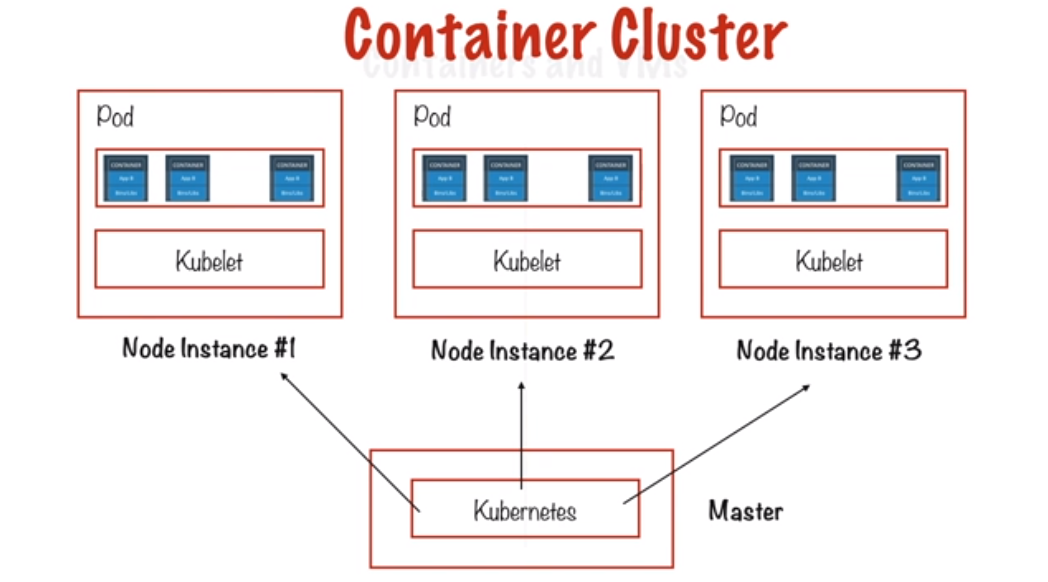 Container Cluster
Containers and VMs
Pod
Pod
Pod
CONTAINER
App B
Bins/Libs
CONTAINER
App B
Bins/Libs
CONTAINER
App B
Bins/Libs
CONTAINER
App B
Bins/Libs
CONTAINER
App B
Bins/Libs
CONTAINER
App B
Bins/Libs
CONTAINER
App B
Bins/Libs
CONTAINER
App B
Bins/Libs
CONTAINER
App B
Bins/Libs
Kubelet
Kubelet
Kubelet
Node Instance #1
Node Instance #2
Node Instance #3
Kubernetes
Master